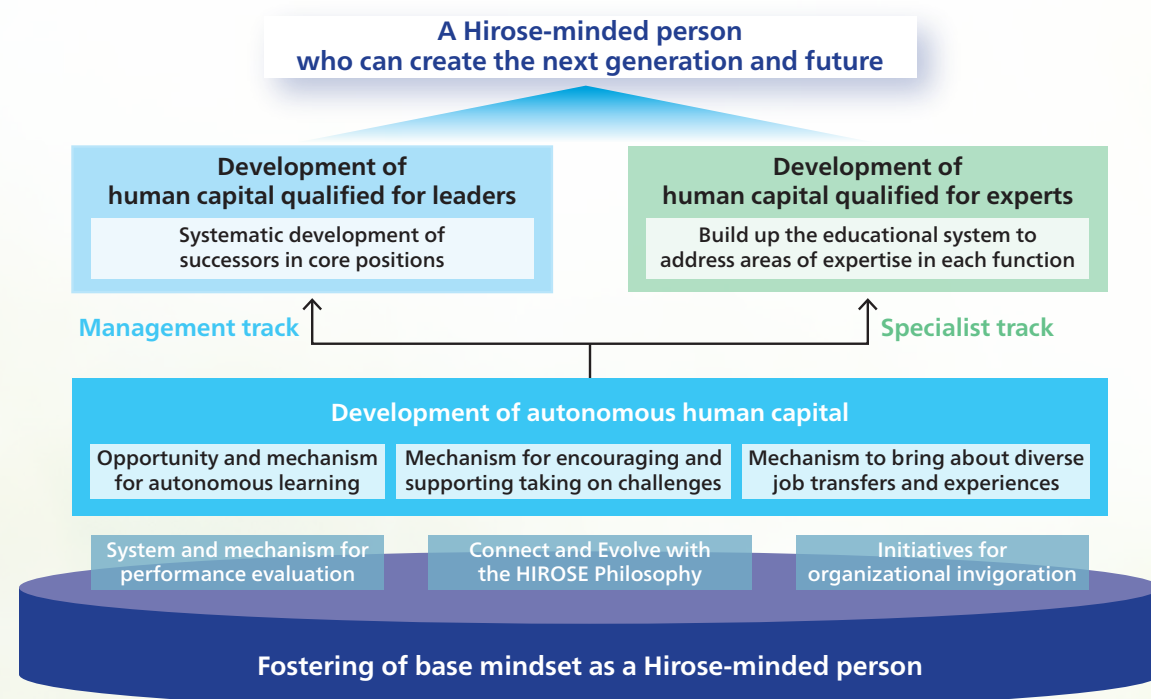 A Hirose-minded person
who can create the next generation and future
Development of
human capital qualified for leaders
Systematic development of
successors in core positions
Development of
human capital qualified for experts
Build up the educational system to
address areas of expertise in each function
Management track
Specialist track
Development of autonomous human capital
Opportunity and mechanism
for autonomous learning
Mechanism for encouraging and
supporting taking on challenges
Mechanism to bring about diverse
job transfers and experiences
System and mechanism for
performance evaluation
Connect and Evolve with
the HIROSE Philosophy
Initiatives for
organizational invigoration
Fostering of base mindset as a Hirose-minded person